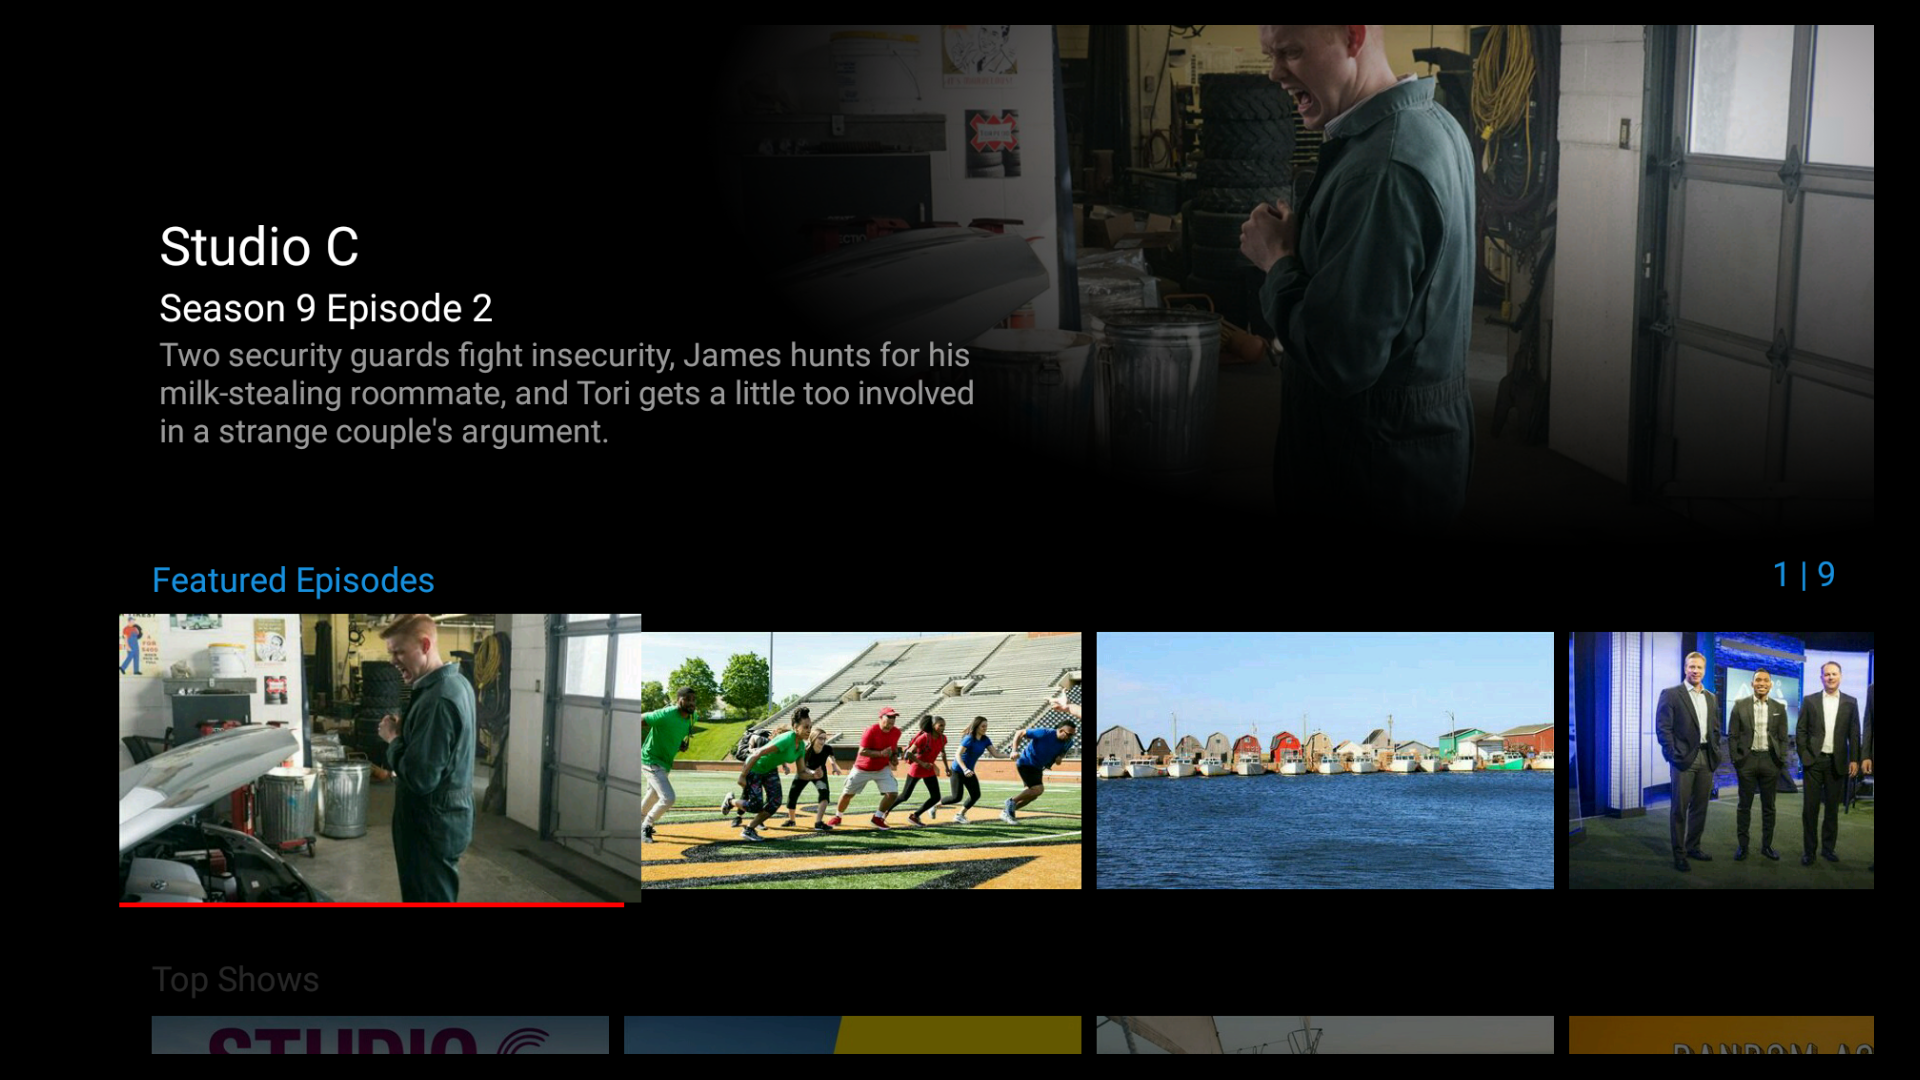 Studio C
Season 9 Episode 2
Two security guards fight insecurity, James hunts for his
milk-stealing roommate, and Tori gets a little too involved
in a strange couple's argument.
Featured Episodes
1 | 9
Top Shows
STUDIO C